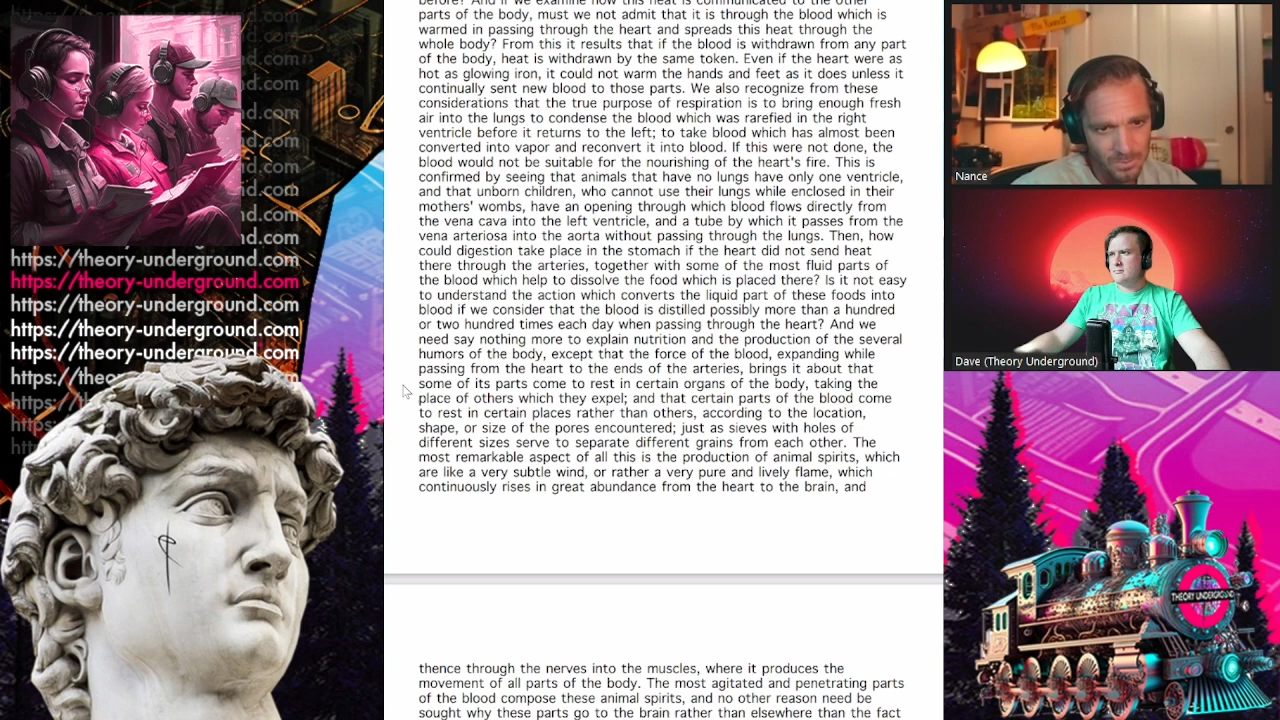 before? And if we examine how this heat is communicated to the other
parts of the body, must we not admit that it is through the blood which is
warmed in passing through the heart and spreads this heat through the
whole body? From this it results that if the blood is withdrawn from any part
of the body, heat is withdrawn by the same token. Even if the heart were as
hot as glowing iron, it could not warm the hands and feet as it does unless it
continually sent new blood to those parts. We also recognize from these
considerations that the true purpose of respiration is to bring enough fresh
air into the lungs to condense the blood which was rarefied in the right
ventricle before it returns to the left; to take blood which has almost been
converted into vapor and reconvert it into blood. If this were not done, the
blood would not be suitable for the nourishing of the heart's fire. This is
confirmed by seeing that animals that have no lungs have only one ventricle,
and that unborn children, who cannot use their lungs while enclosed in their
mothers' wombs, have an opening through which blood flows directly from
the vena cava into the left ventricle, and a tube by which it passes from the
vena arteriosa into the aorta without passing through the lungs. Then, how
could digestion take place in the stomach if the heart did not send heat
there through the arteries, together with some of the most fluid parts of
the blood which help to dissolve the food which is placed there? Is it not easy
to understand the action which converts the liquid part of these foods into
blood if we consider that the blood is distilled possibly more than a hundred
or two hundred times each day when passing through the heart? And we
need say nothing more to explain nutrition and the production of the several
humors of the body, except that the force of the blood, expanding while
passing from the heart to the ends of the arteries, brings it about that
some of its parts come to rest in certain organs of the body, taking the
place of others which they expel; and that certain parts of the blood come
to rest in certain places rather than others, according to the location,
shape, or size of the pores encountered; just as sieves with holes of
different sizes serve to separate different grains from each other. The
most remarkable aspect of all this is the production of animal spirits, which
are like a very subtle wind, or rather a very pure and lively flame, which
continuously rises in great abundance from the heart to the brain, and
thence through the nerves into the muscles, where it produces the
movement of all parts of the body. The most agitated and penetrating parts
of the blood compose these animal spirits, and no other reason need be
sought why these parts go to the brain rather than elsewhere than the fact
https://theory-underground.com
https://theory-underground.com
https://theory-underground.com
https://theory-underground.com
https://theory-underground.com
Nance
Dave (Theory Underground)
THEORY UNDERGROUND